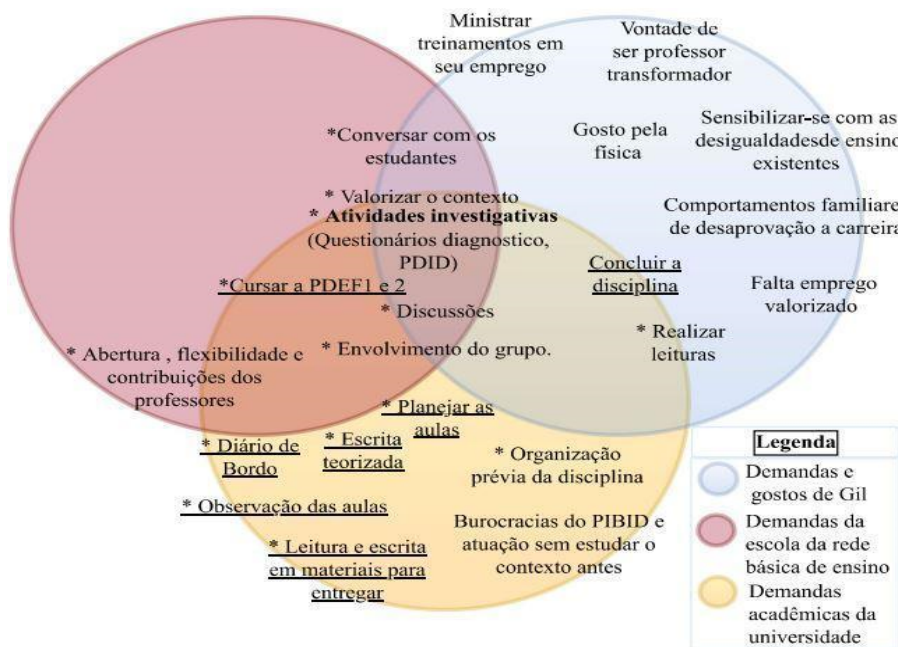 Ministrar
treinamentos em
seu emprego
Vontade de
ser professor
transformador
*Conversar com os
estudantes
Gosto pela
física
Sensibilizar-se com as
desigualdadesde ensino
existentes
* Valorizar o contexto
* Atividades investigativas
(Questionários diagnostico,
PDID)
Comportamentos familiares
de desaprovação a carreira
*Cursar a PDEF1 e 2
Concluir a
disciplina
Falta emprego
valorizado
* Discussões
* Realizar
leituras
* Envolvimento do grupo.
* Abertura , flexibilidade e
contribuições dos
professores
* Planejar as
aulas
* Diário de
Bordo
* Escrita
teorizada
* Organização
prévia da disciplina
* Observação das aulas
Burocracias do PIBID e
atuação sem estudar o
contexto antes
* Leitura e escrita
em materiais para
entregar
Legenda
Demandas e
gostos de Gil
Demandas da
escola da rede
básica de ensino
Demandas
acadêmicas da
universidade